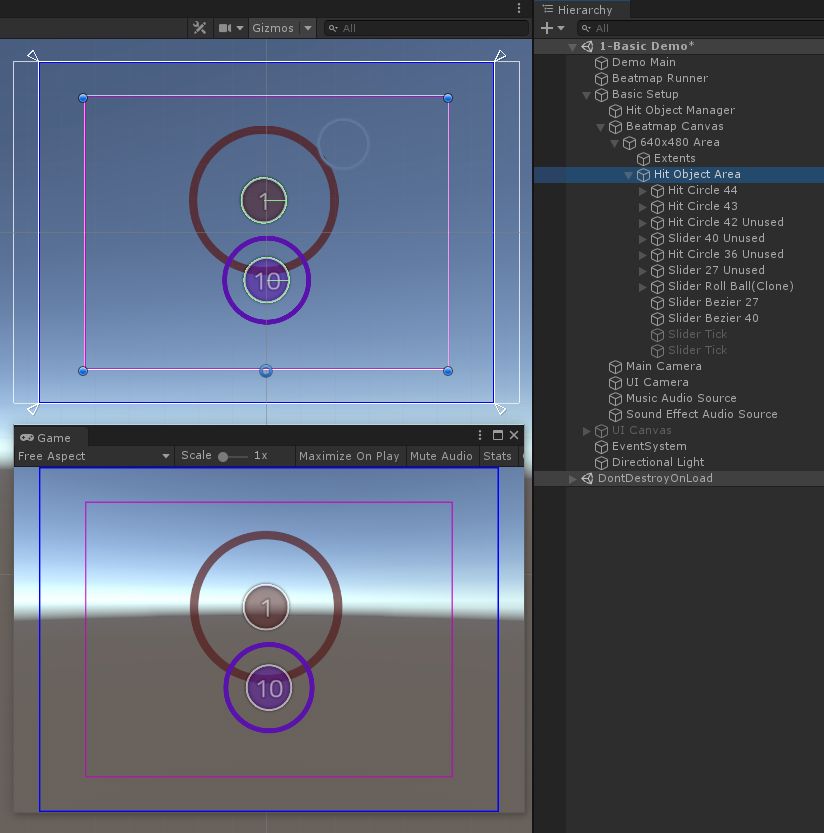 Hierarchy
Gizmos
All
All
1-Basic Demo*
Demo Main
Beatmap Runner
Basic Setup
Hit Object Manager
Beatmap Canvas
640x480 Area
Extents
Hit Object Area
Hit Circle 44
Hit Circle 43
Hit Circle 42 Unused
Slider 40 Unused
Hit Circle 36 Unused
Slider 27 Unused
Slider Roll Ball(Clone)
Slider Bezier 27
Slider Bezier 40
Slider Tick
Slider Tick
Main Camera
UI Camera
Music Audio Source
Sound Effect Audio Source
UI Canvas
EventSystem
Directional Light
DontDestroyOnLoad
1
10
Game
Free Aspect Scale 1x Maximize On Play Mute Audio Stats
1
10